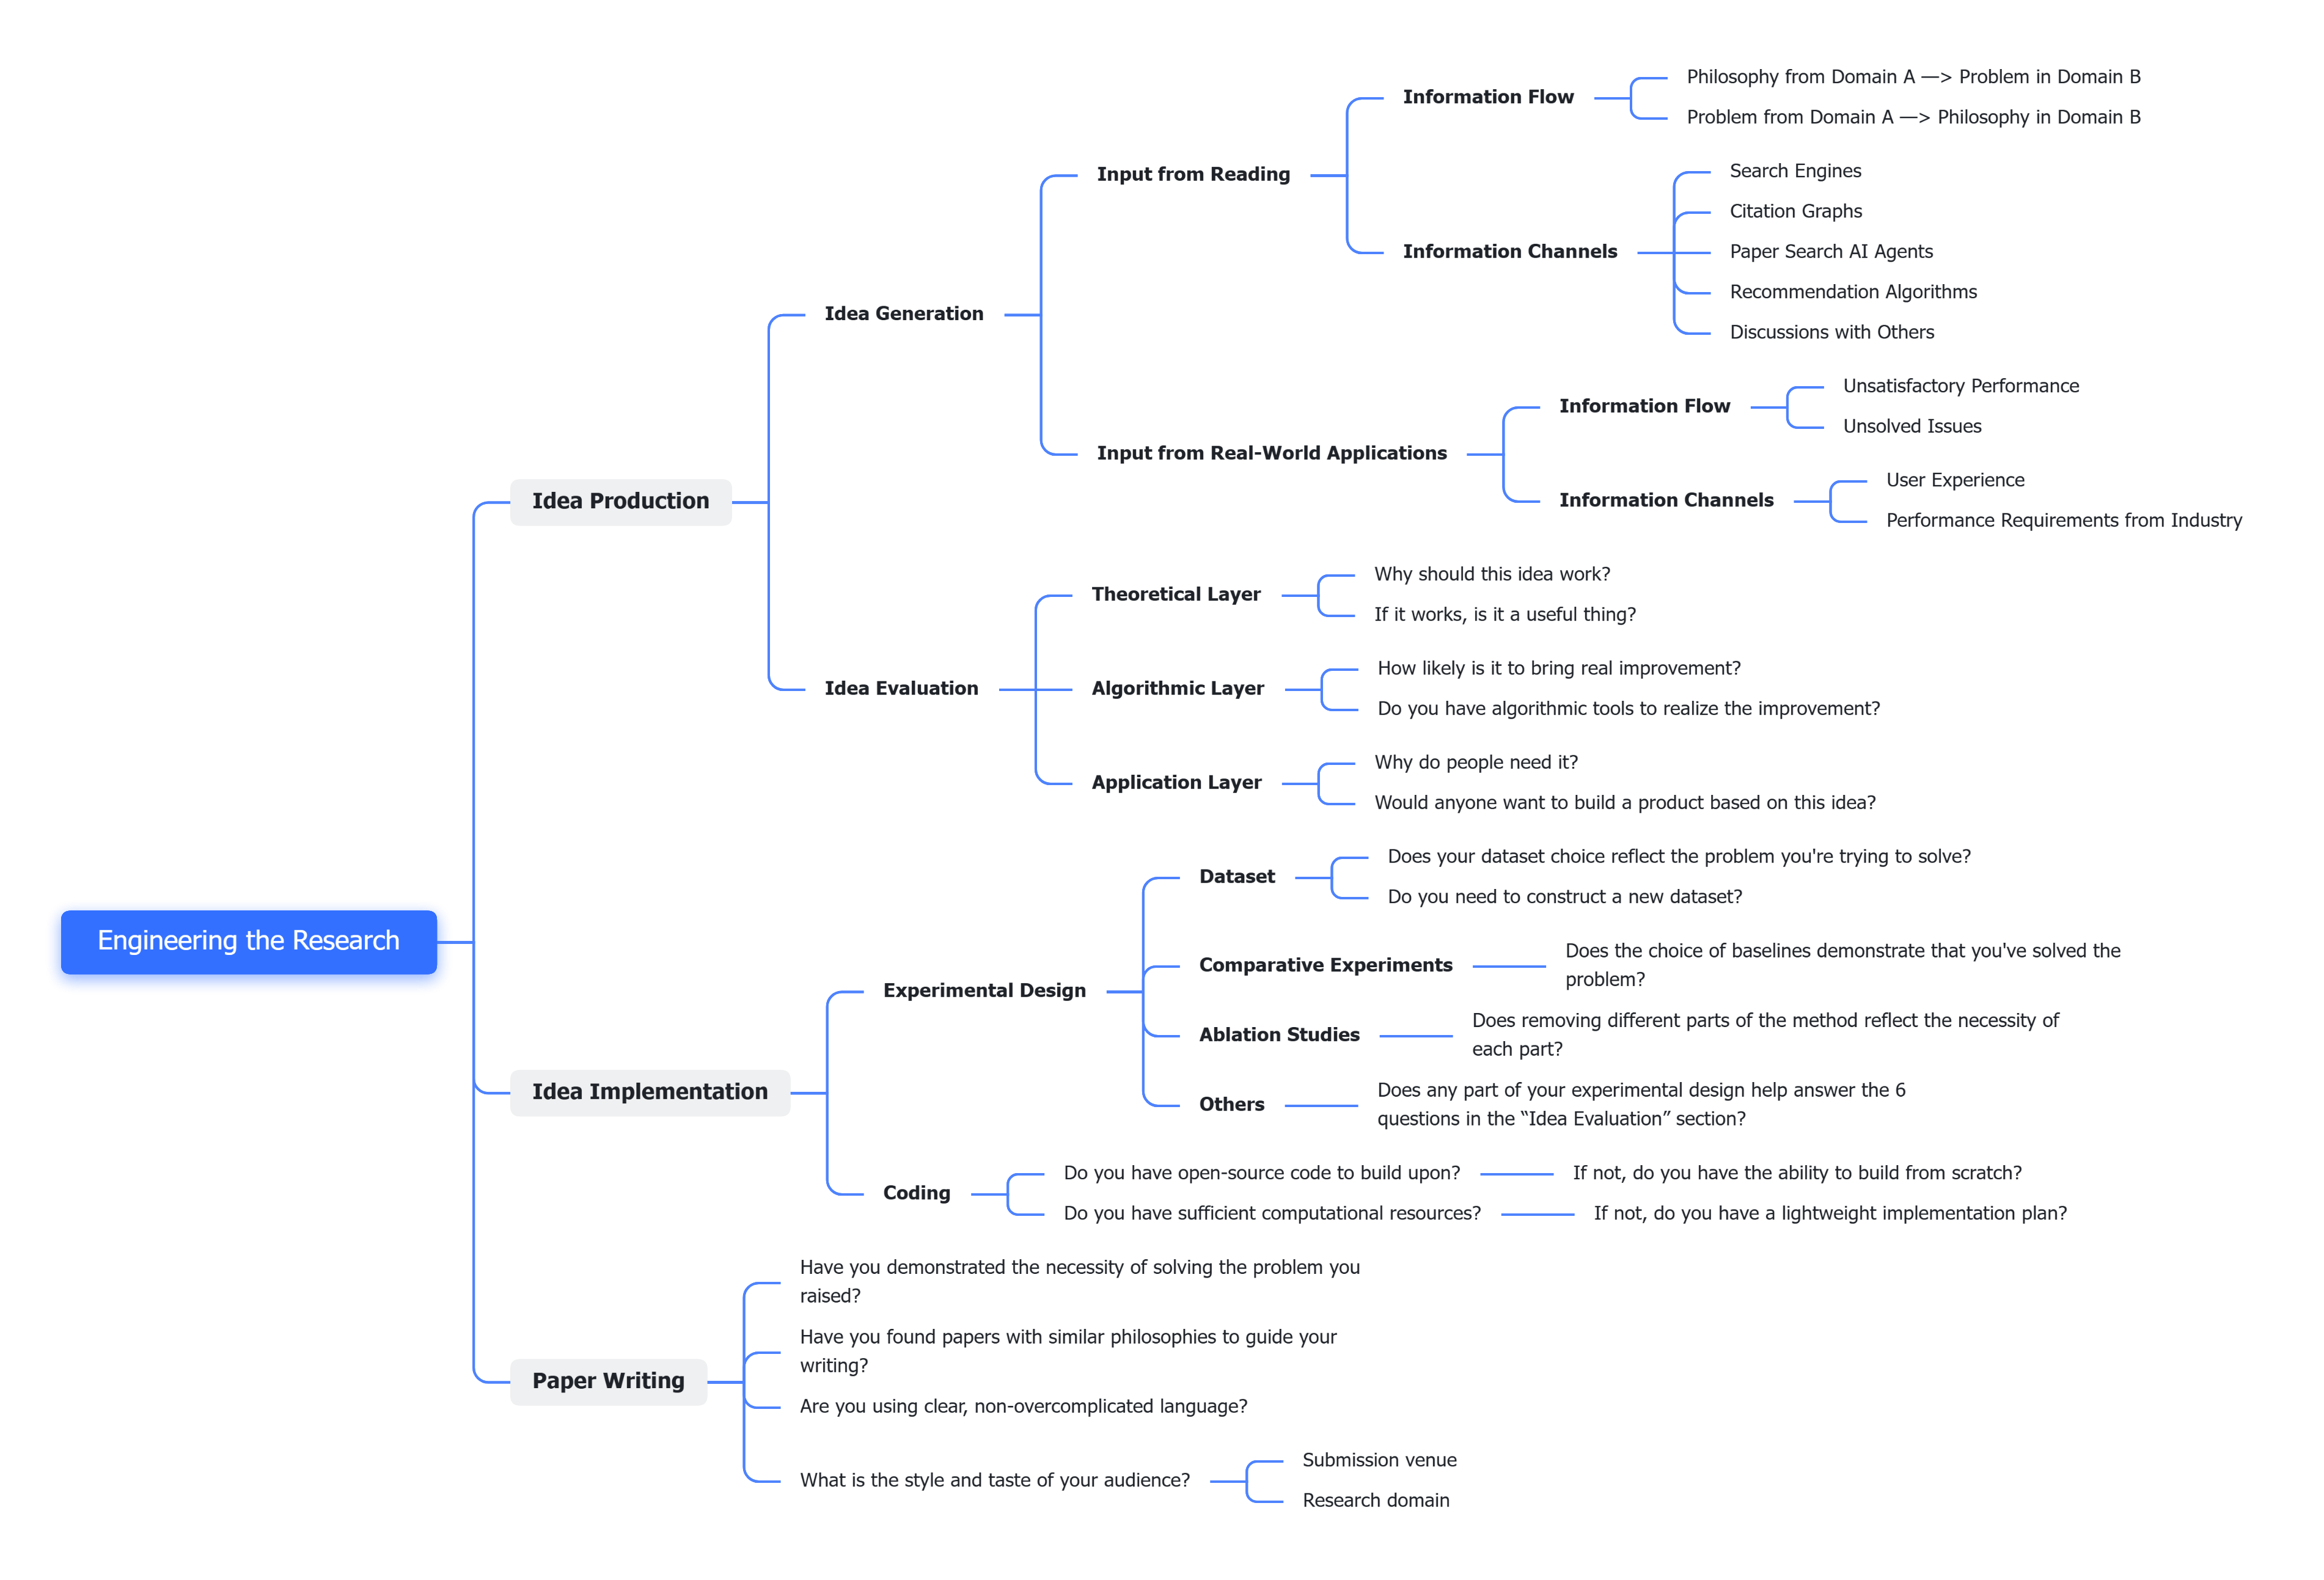 Engineering the Research
Idea Production
Idea Generation
Input from Reading
Information Flow
Philosophy from Domain A —> Problem in Domain B
Problem from Domain A —> Philosophy in Domain B
Information Channels
Search Engines
Citation Graphs
Paper Search AI Agents
Recommendation Algorithms
Discussions with Others
Input from Real-World Applications
Information Flow
Unsatisfactory Performance
Unsolved Issues
Information Channels
User Experience
Performance Requirements from Industry
Idea Evaluation
Theoretical Layer
Why should this idea work?
If it works, is it a useful thing?
Algorithmic Layer
How likely is it to bring real improvement?
Do you have algorithmic tools to realize the improvement?
Application Layer
Why do people need it?
Would anyone want to build a product based on this idea?
Idea Implementation
Experimental Design
Dataset
Does your dataset choice reflect the problem you're trying to solve?
Do you need to construct a new dataset?
Comparative Experiments
Does the choice of baselines demonstrate that you've solved the
problem?
Ablation Studies
Does removing different parts of the method reflect the necessity of
each part?
Others
Does any part of your experimental design help answer the 6
questions in the “Idea Evaluation” section?
Coding
Do you have open-source code to build upon?
If not, do you have the ability to build from scratch?
Do you have sufficient computational resources?
If not, do you have a lightweight implementation plan?
Paper Writing
Have you demonstrated the necessity of solving the problem you
raised?
Have you found papers with similar philosophies to guide your
writing?
Are you using clear, non-overcomplicated language?
What is the style and taste of your audience?
Submission venue
Research domain